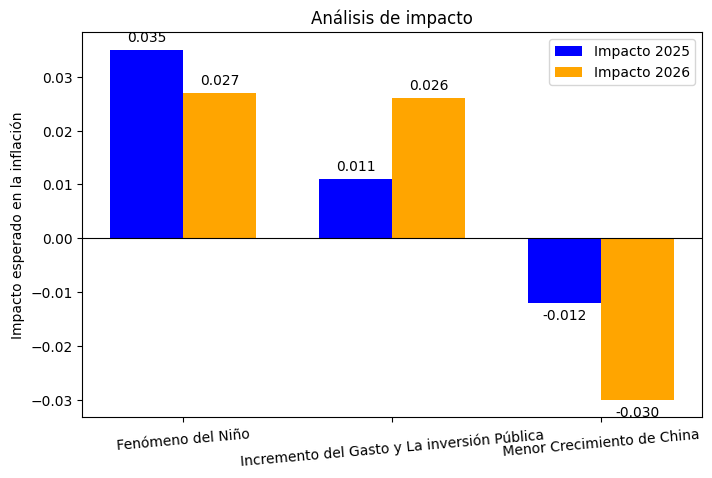 Análisis de impacto
Impacto esperado en la inflación
0.03
0.02
0.01
0.00
−0.01
−0.02
−0.03
0.035
0.027
0.011
0.026
-0.012
-0.030
Impacto 2025
Impacto 2026
Fenómeno del Niño
Incremento del Gasto y La inversión Pública
Menor Crecimiento de China